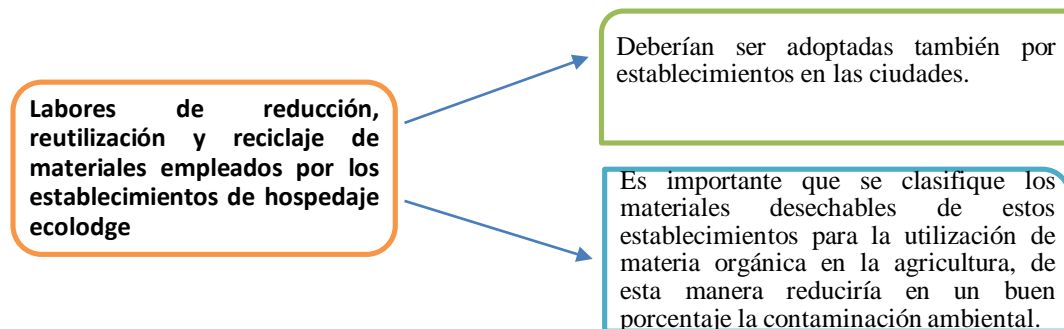 Labores de reducción,
reutilización y reciclaje de
materiales empleados por los
establecimientos de hospedaje
ecolodge
Deberían ser adoptadas también por
establecimientos en las ciudades.
Es importante que se clasifique los
materiales desechables de estos
establecimientos para la utilización de
materia orgánica en la agricultura, de
esta manera reduciría en un buen
porcentaje la contaminación ambiental.